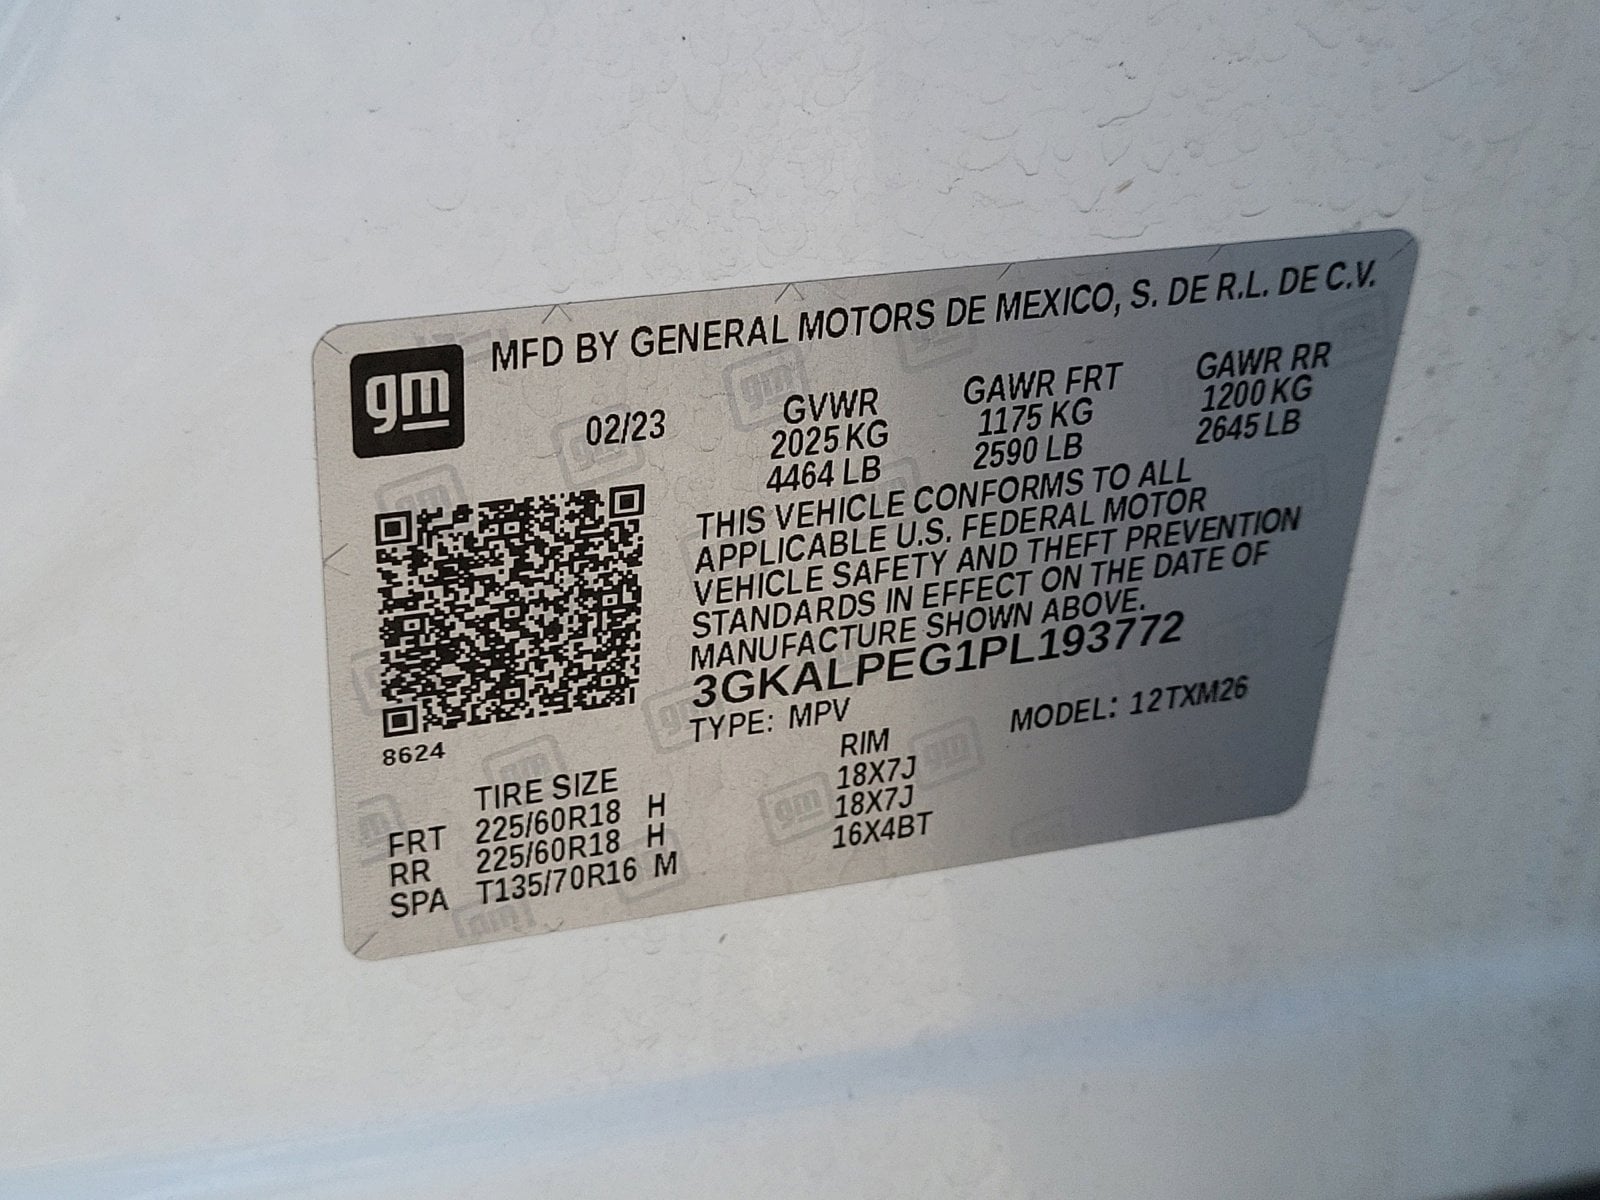 MFD BY GENERAL MOTORS DE MEXICO, S. DE R.L. DE C.V.
gm
02/23
GVWR GAWR FRT GAWR RR
2025 KG 1175 KG 1200 KG
4464 LB 2590 LB 2645 LB
THIS VEHICLE CONFORMS TO ALL
APPLICABLE U.S. FEDERAL MOTOR
VEHICLE SAFETY AND THEFT PREVENTION
STANDARDS IN EFFECT ON THE DATE OF
MANUFACTURE SHOWN ABOVE.
3GKALPEG1PL193772
TYPE: MPV MODEL: 12TXM26
8624
TIRE SIZE RIM
FRT 225/60R18 H 18X7J
RR 225/60R18 H 18X7J
SPA T135/70R16 M 16X4BT